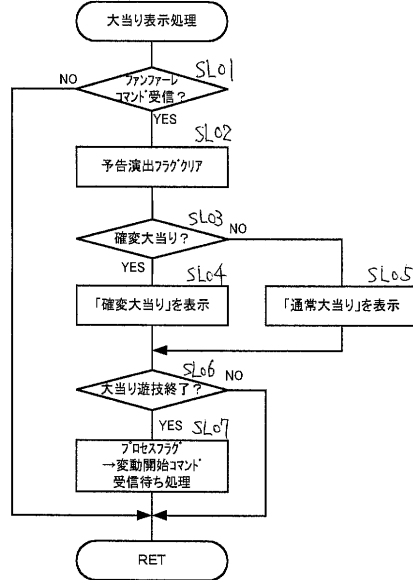 大当り表示処理
SL01
NO
ファンファーレ
コマンド受信？
YES
SL02
予告演出フラグクリア
SL03
確変大当り？
NO
YES
SL04
SL05
「確変大当り」を表示
「通常大当り」を表示
SL06
大当り遊技終了？
NO
YES
SL07
プロセスフラグ
→変動開始コマンド
受信待ち処理
RET